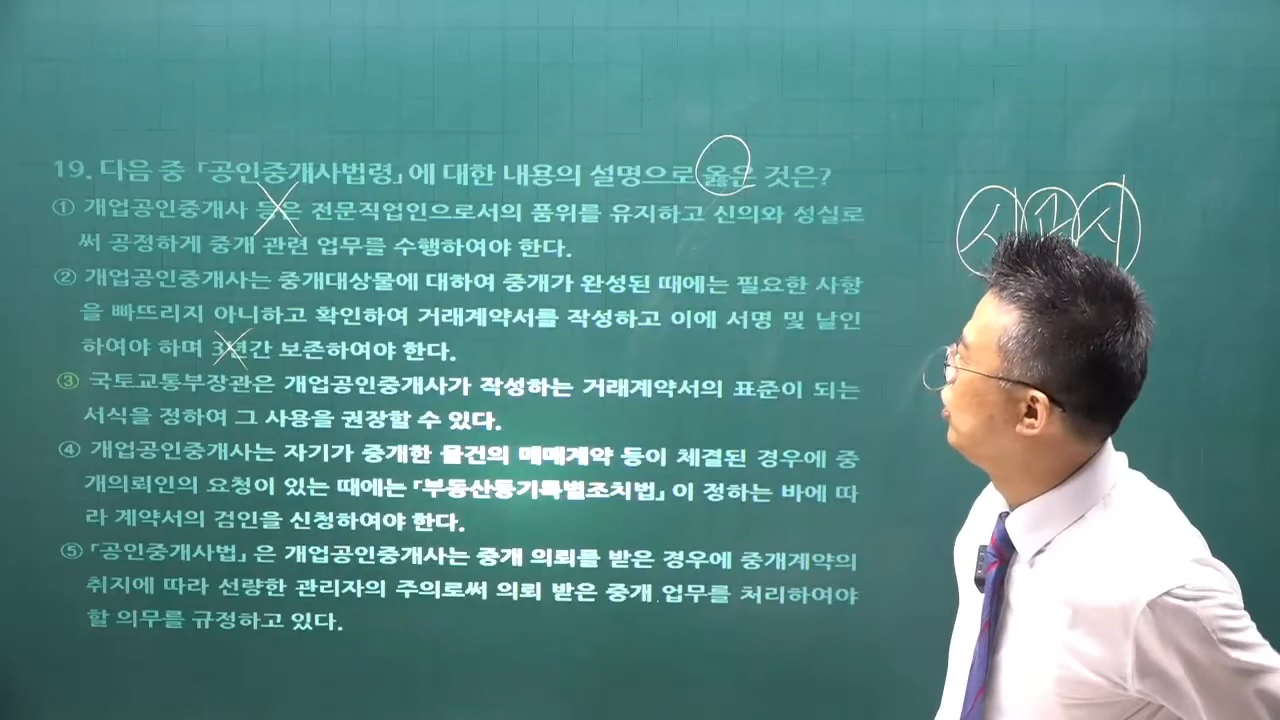 19. 다음 중 「공인중개사법령」에 대한 내용의 설명으로 옳은 것은?
① 개업공인중개사 등은 전문직업인으로서의 품위를 유지하고 신의와 성실로
써 공정하게 중개 관련 업무를 수행하여야 한다.
② 개업공인중개사는 중개대상물에 대하여 중개가 완성된 때에는 필요한 사항
을 빠뜨리지 아니하고 확인하여 거래계약서를 작성하고 이에 서명 및 날인
하여야 하며 3년간 보존하여야 한다.
③ 국토교통부장관은 개업공인중개사가 작성하는 거래계약서의 표준이 되는
서식을 정하여 그 사용을 권장할 수 있다.
④ 개업공인중개사는 자기가 중개한 물건의 매매계약 등이 체결된 경우에 중
개의뢰인의 요청이 있는 때에는 「부동산등기특별조치법」이 정하는 바에 따
라 계약서의 검인을 신청하여야 한다.
⑤ 「공인중개사법」은 개업공인중개사는 중개 의뢰를 받은 경우에 중개계약의
취지에 따라 선량한 관리자의 주의로써 의뢰 받은 중개 업무를 처리하여야
할 의무를 규정하고 있다.